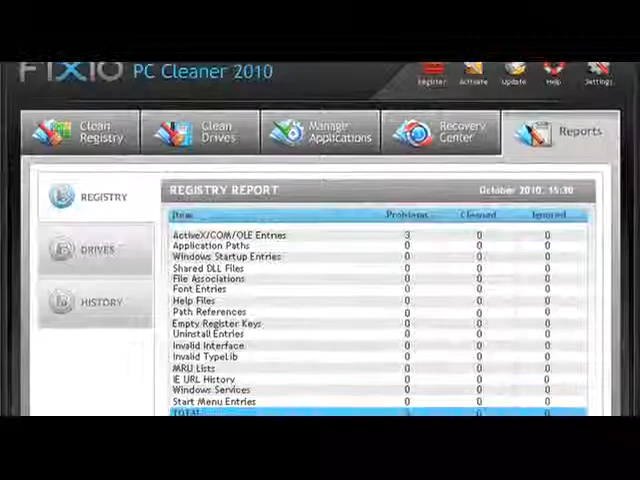 FIXIO PC Cleaner 2010
Register Activate Update Help Settings
Clean Registry
Clean Drives
Manage Applications
Recovery Center
Reports
REGISTRY
DRIVES
HISTORY
REGISTRY REPORT October 2010, 15:30
Item Problems Cleaned Ignored
ActiveX/COM/OLE Entries 3 0 0
Application Paths 0 0 0
Windows Startup Entries 0 0 0
Shared DLL Files 0 0 0
File Associations 0 0 0
Font Entries 0 0 0
Help Files 0 0 0
Path References 0 0 0
Empty Register Keys 0 0 0
Uninstall Entries 0 0 0
Invalid Interface 0 0 0
Invalid TypeLib 0 0 0
MRU Lists 0 0 0
IE URL History 0 0 0
Windows Services 0 0 0
Start Menu Entries 0 0 0
TOTAL 0 0